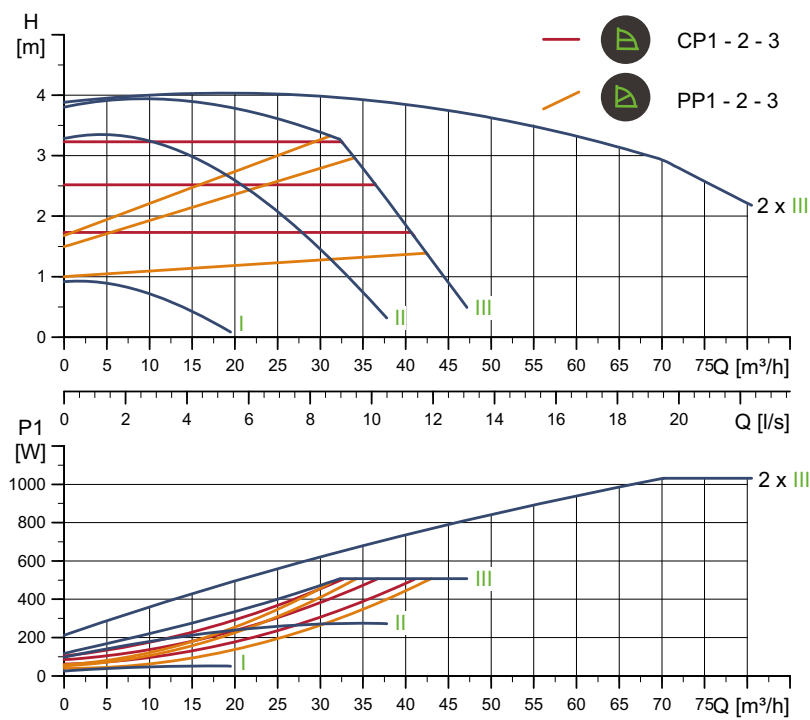 H
[m]
CP1 - 2 - 3
PP1 - 2 - 3
4
3
2
1
0
2 x III
I
II
III
0 5 10 15 20 25 30 35 40 45 50 55 60 65 70 75 Q [m³/h]
0 2 4 6 8 10 12 14 16 18 20 Q [l/s]
P1
[W]
1000
800
600
400
200
0
2 x III
III
II
I
0 5 10 15 20 25 30 35 40 45 50 55 60 65 70 75 Q [m³/h]